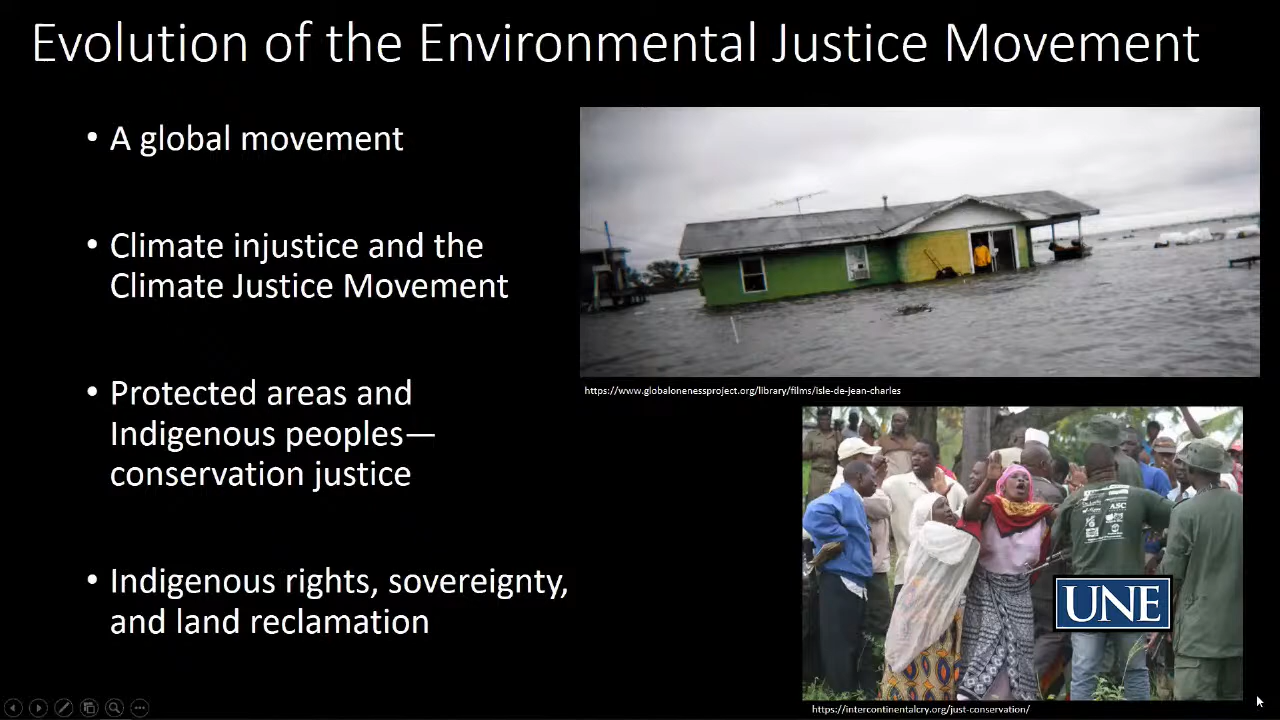 Evolution of the Environmental Justice Movement
• A global movement
• Climate injustice and the
Climate Justice Movement
• Protected areas and
Indigenous peoples—
conservation justice
• Indigenous rights, sovereignty,
and land reclamation
https://www.globalonenessproject.org/library/films/isle-de-jean-charles
ASC
UNE
https://intercontinentalcry.org/just-conservation/